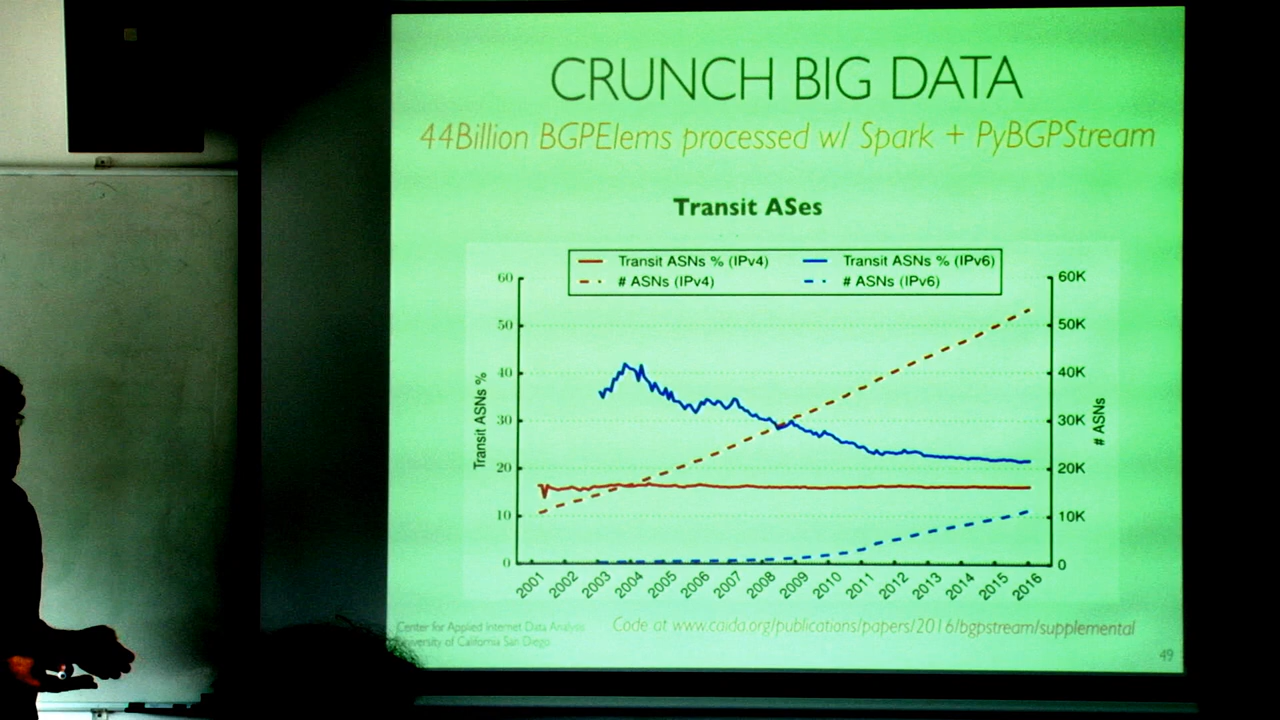 CRUNCH BIG DATA
44Billion BGPElems processed w/ Spark + PyBGPStream
Transit ASes
Transit ASNs % (IPv4)
Transit ASNs % (IPv6)
# ASNs (IPv4)
# ASNs (IPv6)
60
50
40
30
20
10
0
Transit ASNs %
60K
50K
40K
30K
20K
10K
0
# ASNs
2001 2002 2003 2004 2005 2006 2007 2008 2009 2010 2011 2012 2013 2014 2015 2016
Center for Applied Internet Data Analysis
University of California San Diego
Code at www.caida.org/publications/papers/2016/bgpstream/supplemental
49